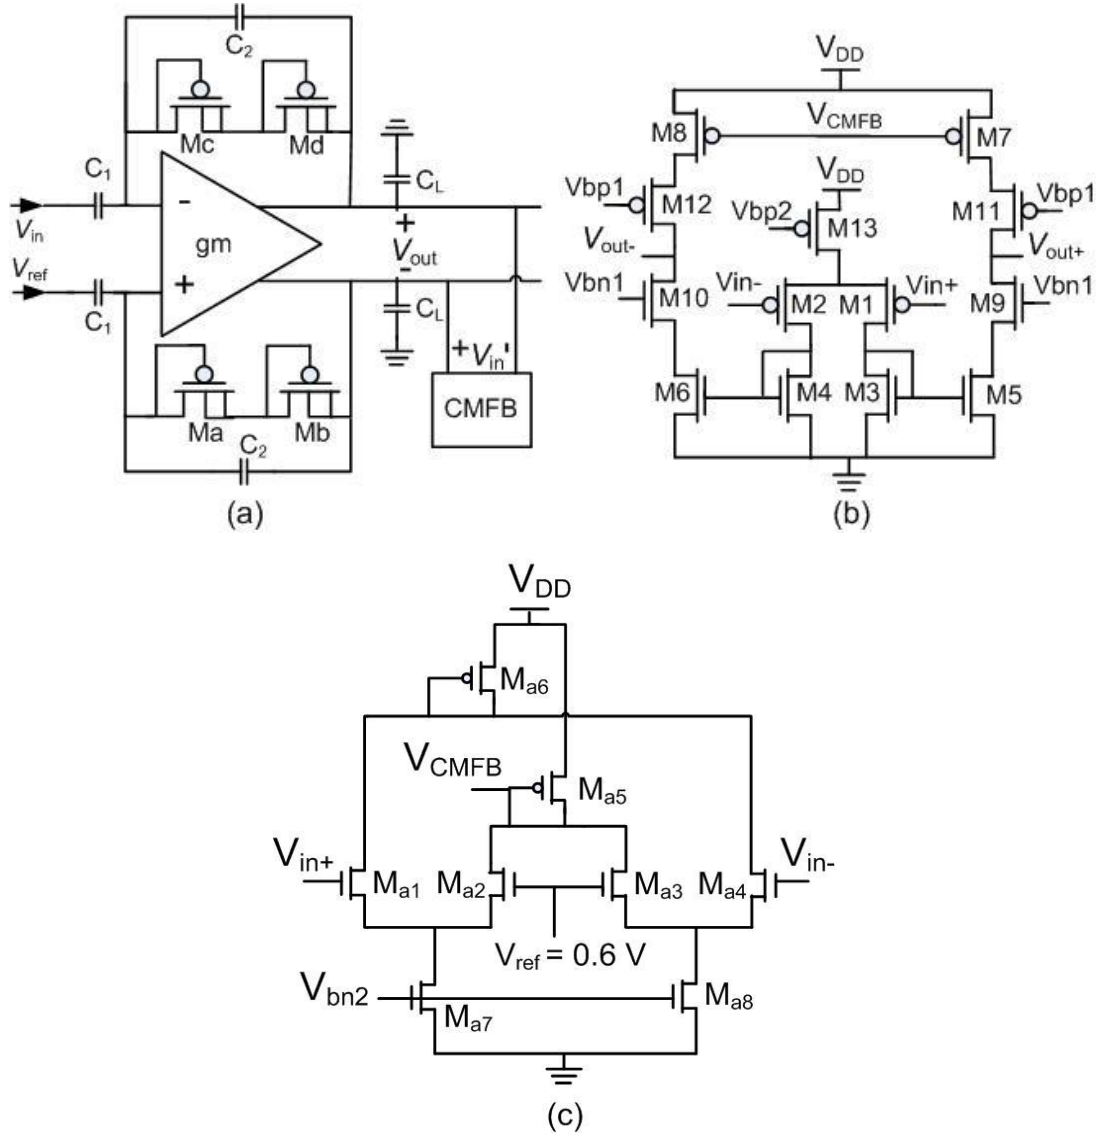 C2
Mc
Md
C1
CL
Vin
-
gm
+
Vout
-
Vref
+
C1
CL
+ Vin'
CMFB
Ma
Mb
C2
(a)
VDD
M8
VCMFB
M7
VDD
Vbp1
M12
Vbp2
M13
M11
Vbp1
Vout-
Vout+
Vbn1
M10
Vin-
M2
M1
Vin+
M9
Vbn1
M6
M4
M3
M5
(b)
VDD
Ma6
VCMFB
Ma5
Vin+
Ma1
Ma2
Ma3
Ma4
Vin-
Vref = 0.6 V
Vbn2
Ma7
Ma8
(c)